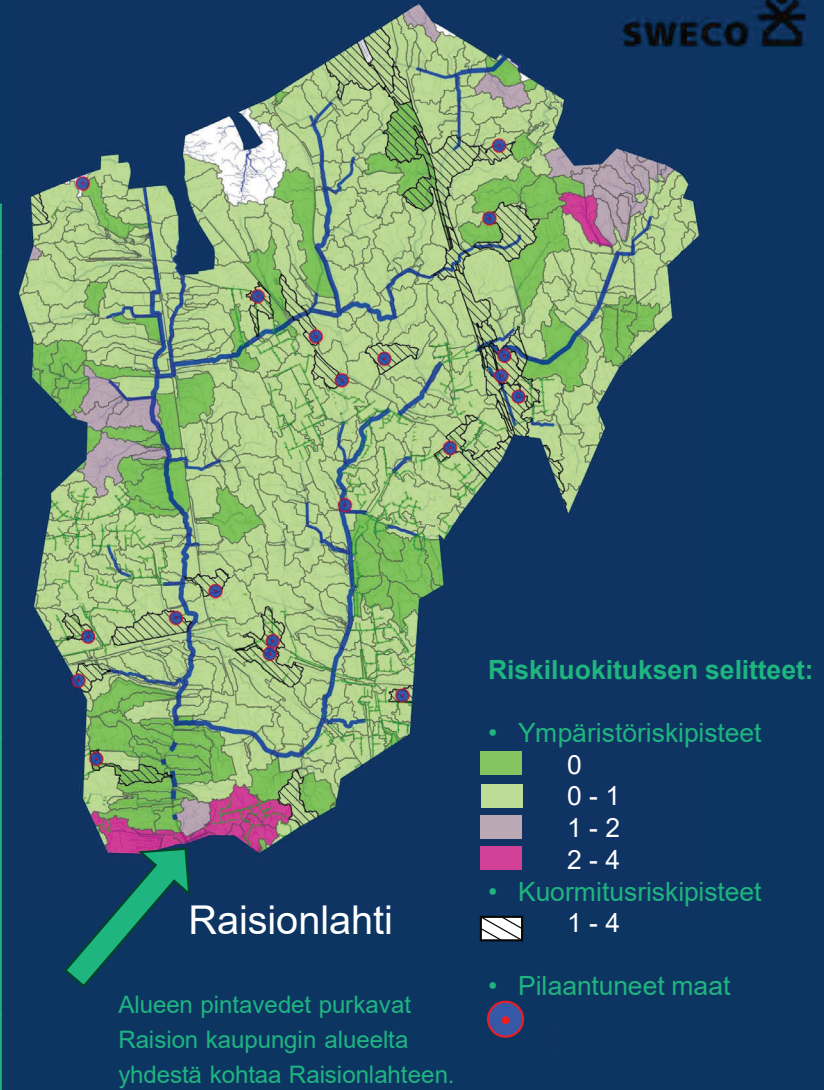 SWECO
Riskiluokituksen selitteet:
• Ympäristöriskipisteet
0
0 - 1
1 - 2
2 - 4
• Kuormitusriskipisteet
1 - 4
• Pilaantuneet maat
Raisionlahti
Alueen pintavedet purkavat
Raision kaupungin alueelta
yhdestä kohtaa Raisionlahteen.